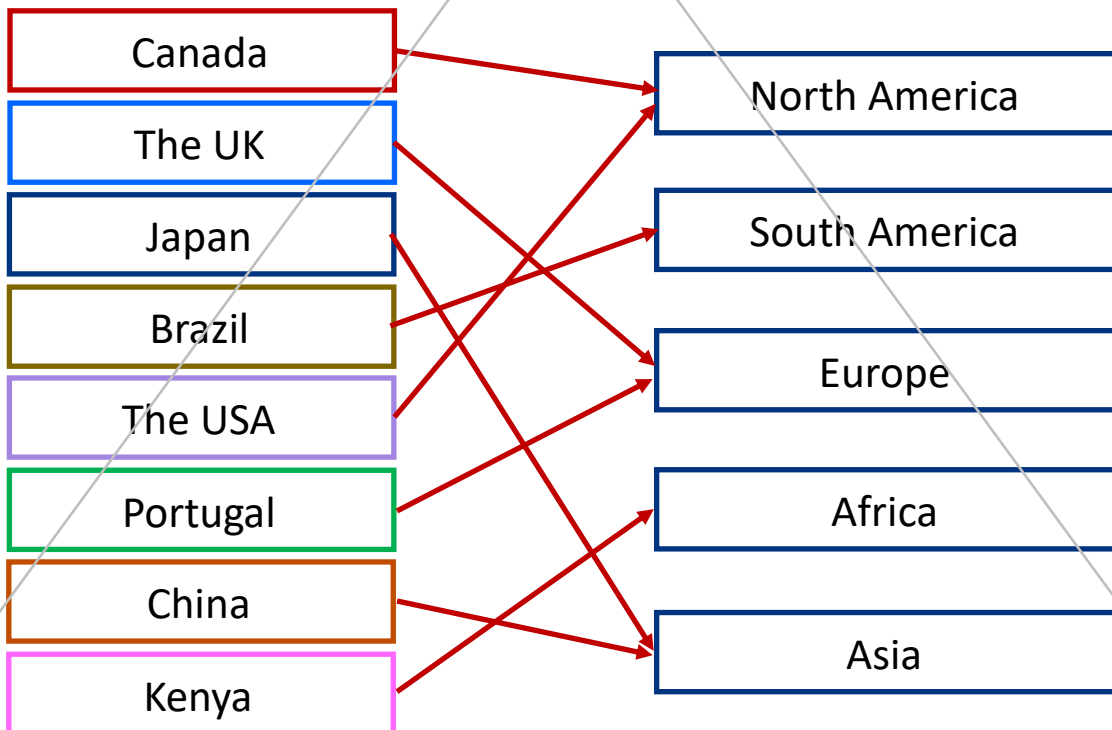 Canada
The UK
Japan
Brazil
The USA
Portugal
China
Kenya
North America
South America
Europe
Africa
Asia